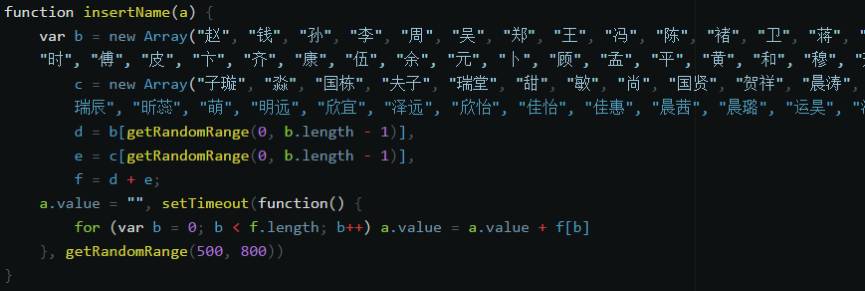 function insertName(a) {
var b = new Array("赵", "钱", "孙", "李", "周", "吴", "郑", "王", "冯", "陈", "褚", "卫", "蒋", "
"时", "傅", "皮", "卞", "齐", "康", "伍", "余", "元", "卜", "顾", "孟", "平", "黄", "和", "穆",
c = new Array("子璇", "淼", "国栋", "夫子", "瑞堂", "甜", "敏", "尚", "国贤", "贺祥", "晨涛",
瑞辰", "昕蕊", "萌", "明远", "欣宜", "泽远", "欣怡", "佳怡", "佳惠", "晨茜", "晨璐", "运昊", "
d = b[getRandomRange(0, b.length - 1)],
e = c[getRandomRange(0, b.length - 1)],
f = d + e;
a.value = "", setTimeout(function() {
for (var b = 0; b < f.length; b++) a.value = a.value + f[b]
}, getRandomRange(500, 800))
}